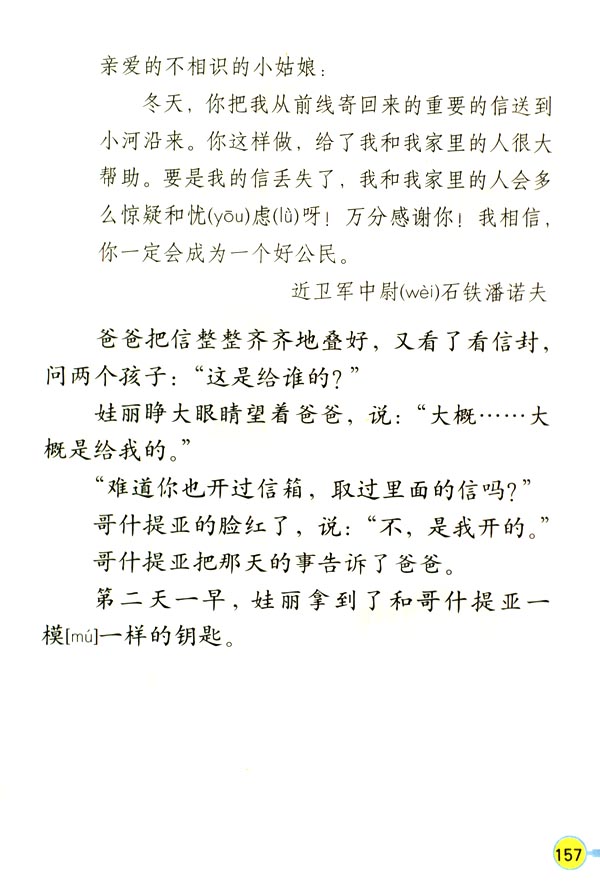 亲爱的不相识的小姑娘：
冬天，你把我从前线寄回来的重要的信送到
小河沿来。你这样做，给了我和我家里的人很大
帮助。要是我的信丢失了，我和我家里的人会多
么惊疑和忧(yōu)虑(lǜ)呀！万分感谢你！我相信，
你一定会成为一个好公民。
近卫军中尉(wèi)石铁潘诺夫
爸爸把信整整齐齐地叠好，又看了看信封，
问两个孩子：“这是给谁的？”
娃丽睁大眼睛望着爸爸，说：“大概……大
概是给我的。”
“难道你也开过信箱，取过里面的信吗？”
哥什提亚的脸红了，说：“不，是我开的。”
哥什提亚把那天的事告诉了爸爸。
第二天一早，娃丽拿到了和哥什提亚一
模[mú]一样的钥匙。
157